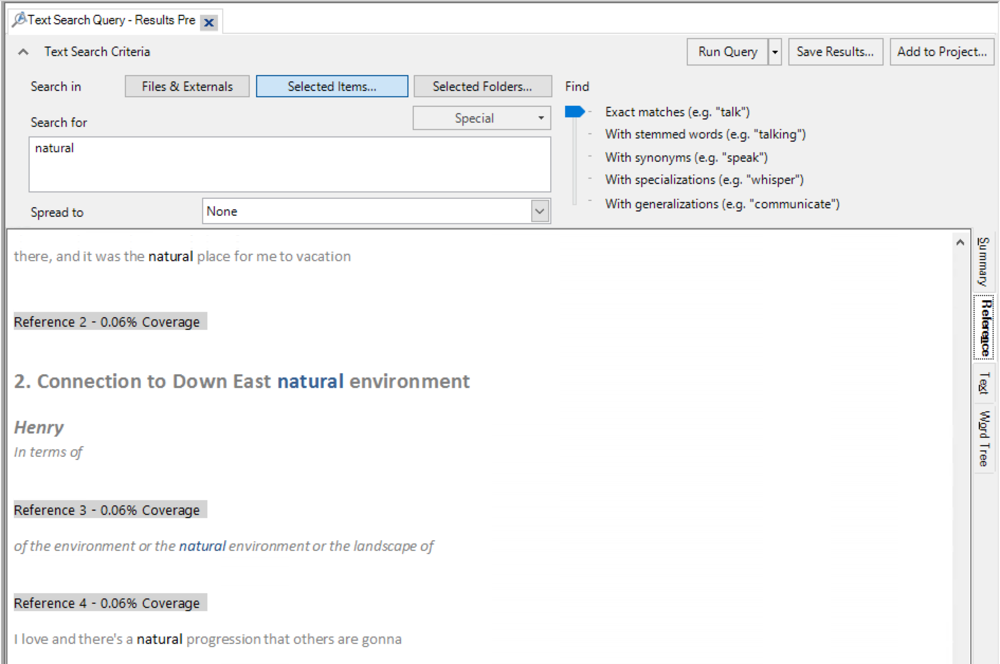 Text Search Query - Results Pre
Text Search Criteria
Run Query
Save Results...
Add to Project...
Search in
Files & Externals
Selected Items...
Selected Folders...
Find
Search for
Special
natural
Exact matches (e.g. "talk")
With stemmed words (e.g. "talking")
With synonyms (e.g. "speak")
With specializations (e.g. "whisper")
With generalizations (e.g. "communicate")
Spread to
None
there, and it was the natural place for me to vacation
Reference 2 - 0.06% Coverage
2. Connection to Down East natural environment
Henry
In terms of
Reference 3 - 0.06% Coverage
of the environment or the natural environment or the landscape of
Reference 4 - 0.06% Coverage
I love and there's a natural progression that others are gonna
Summary
Reference
Text
Word Tree